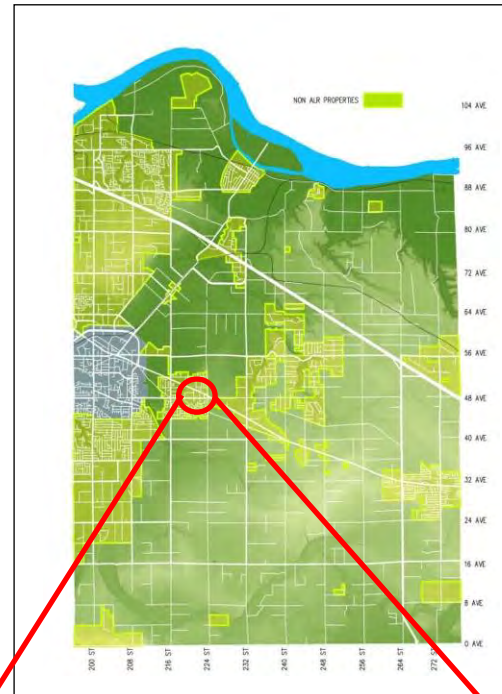 NON ALR PROPERTIES
104 AVE
96 AVE
88 AVE
80 AVE
72 AVE
64 AVE
56 AVE
48 AVE
40 AVE
32 AVE
24 AVE
16 AVE
8 AVE
0 AVE
200 ST
208 ST
216 ST
224 ST
232 ST
240 ST
248 ST
256 ST
264 ST
272 ST